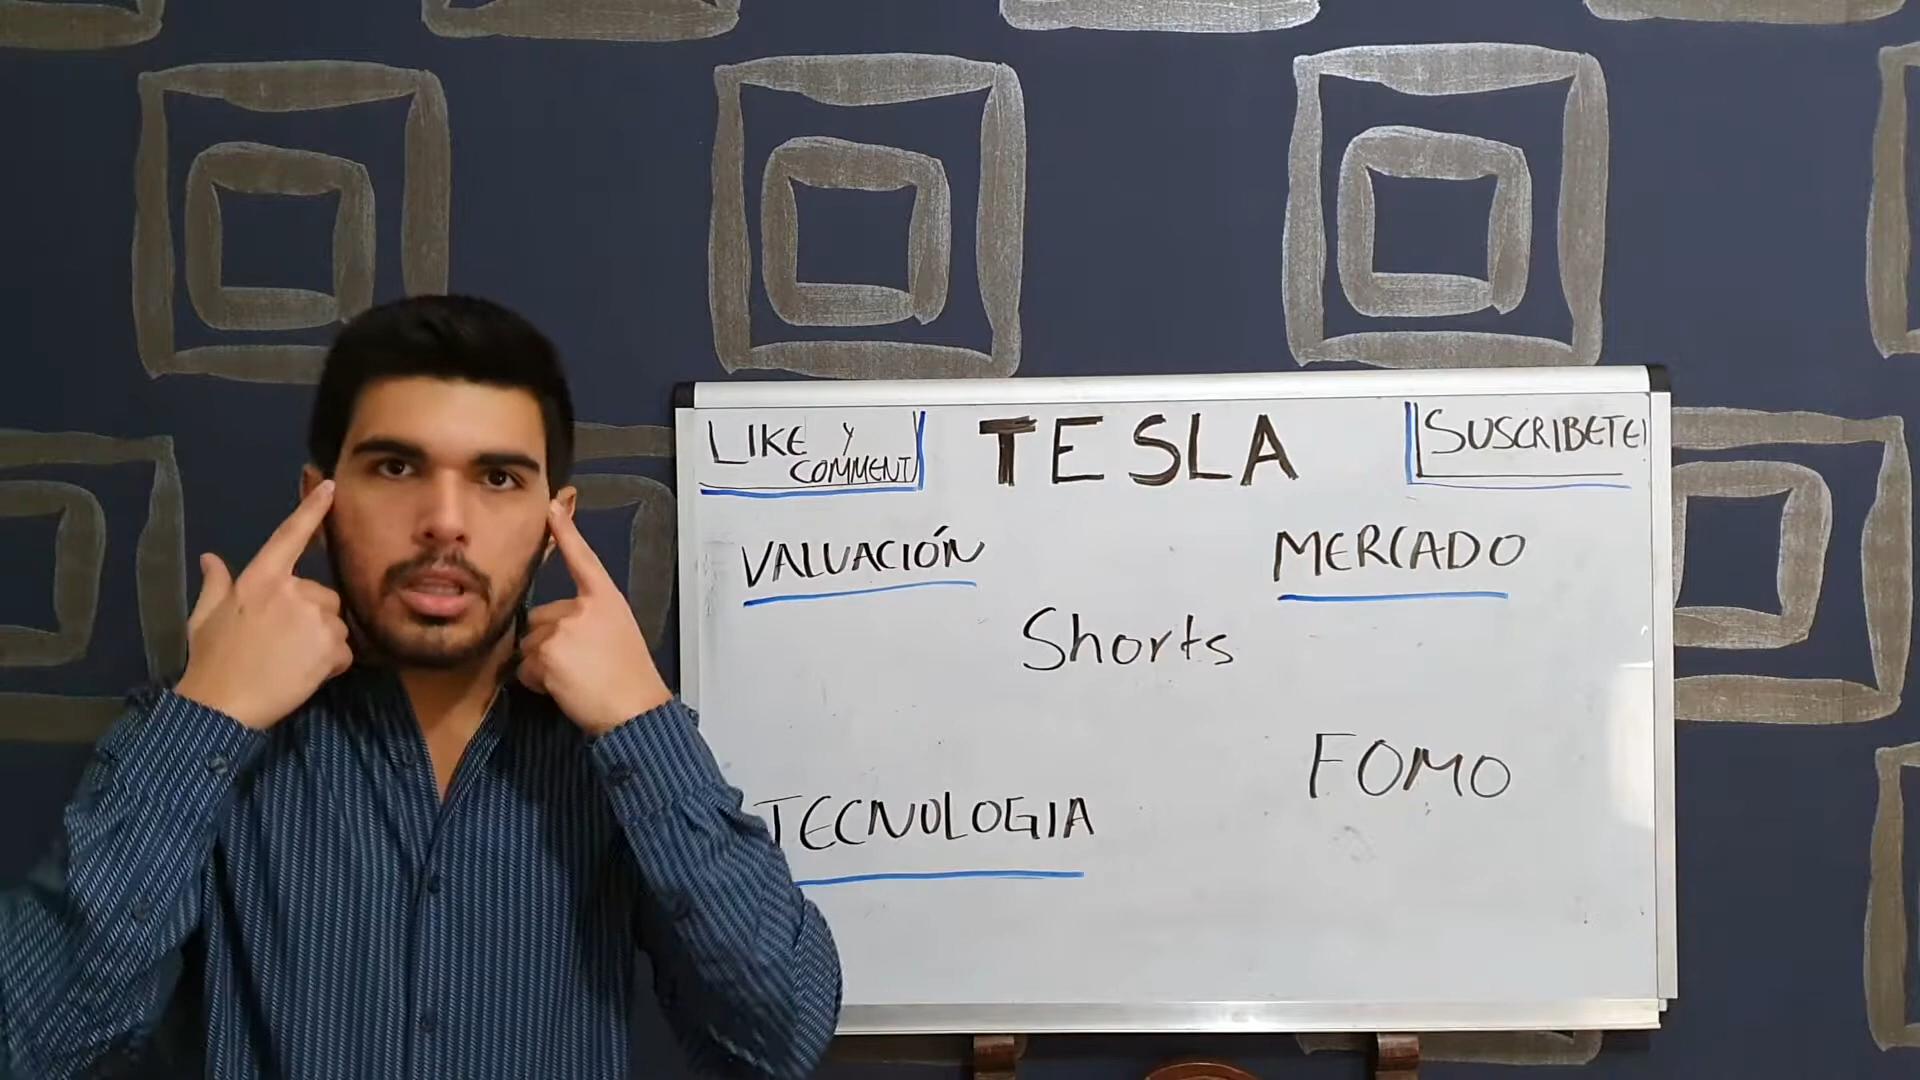 LIKE Y
COMMENT
TESLA
SUSCRIBETE!
VALUACIÓN
MERCADO
Shorts
FOMO
TECNOLOGIA